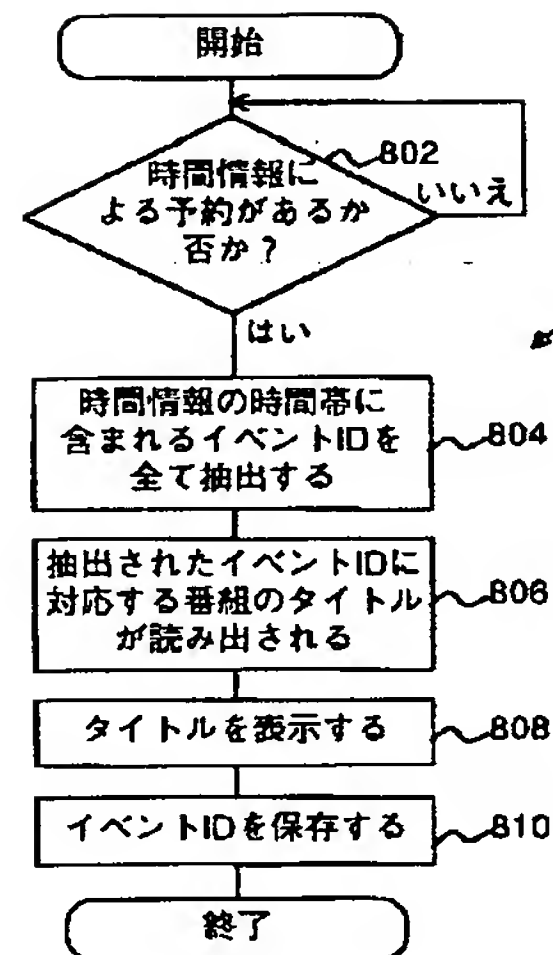 開始
802
時間情報に
よる予約があるか
否か？
いいえ
はい
時間情報の時間帯に
含まれるイベントIDを
全て抽出する
804
抽出されたイベントIDに
対応する番組のタイトル
が読み出される
806
タイトルを表示する
808
イベントIDを保存する
810
終了